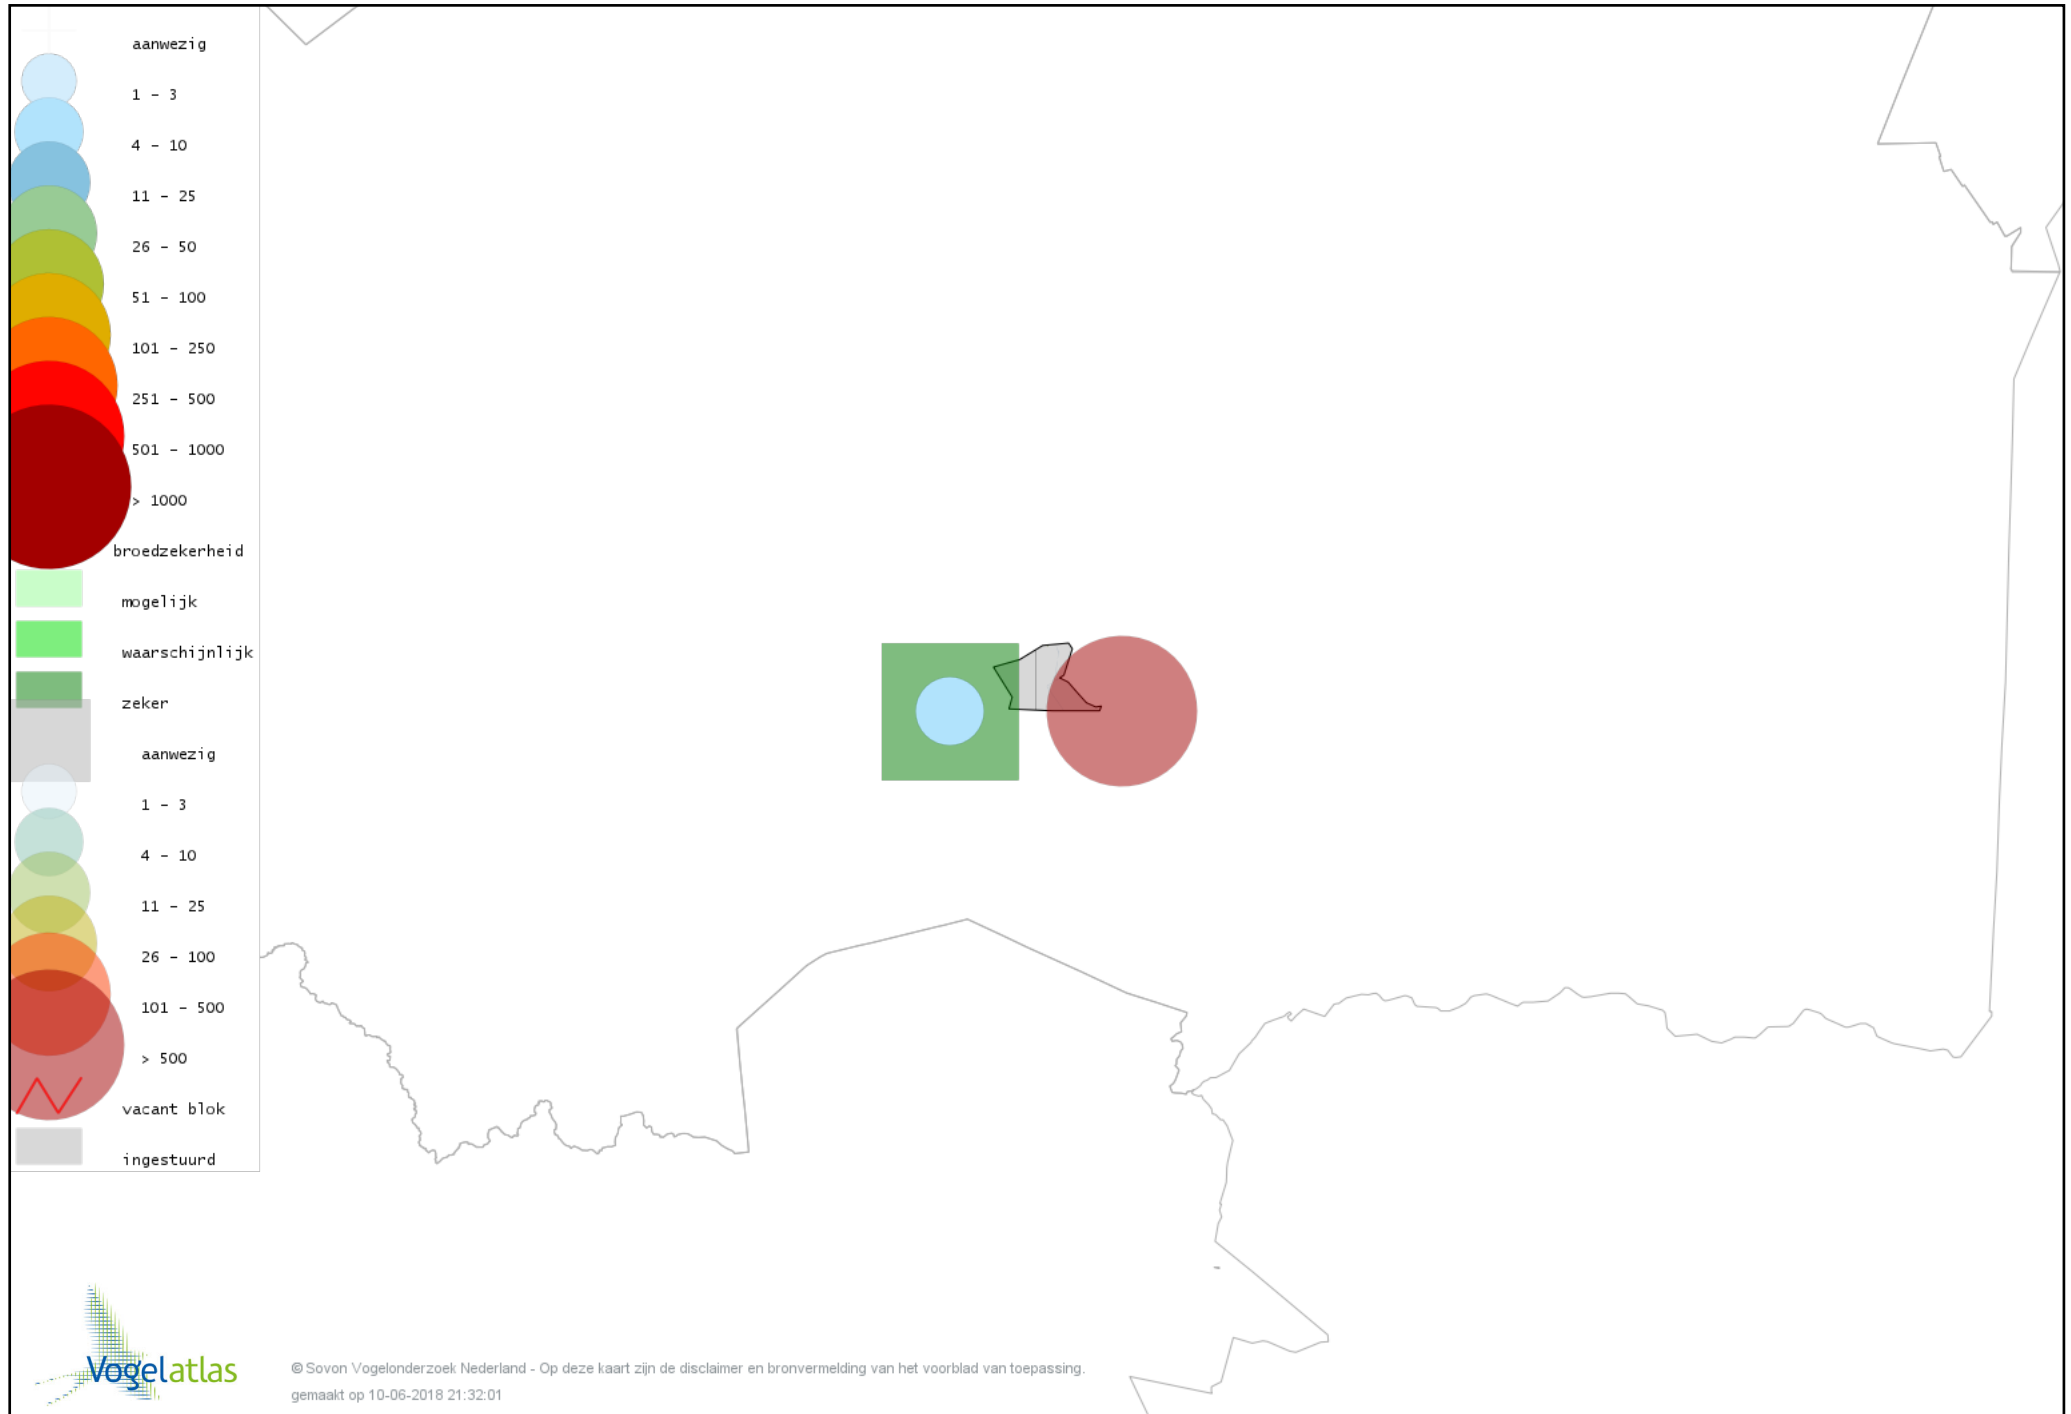 aanwezig
1 - 3
4 - 10
11 - 25
26 - 50
51 - 100
101 - 250
251 - 500
501 - 1000
> 1000
broedzekerheid
mogelijk
waarschijnlijk
zeker
aanwezig
1 - 3
4 - 10
11 - 25
26 - 100
101 - 500
> 500
vacant blok
ingestuurd
Vogelatlas
© Sovon Vogelonderzoek Nederland - Op deze kaart zijn de disclaimer en bronvermelding van het voorblad van toepassing.
gemaakt op 10-06-2018 21:32:01